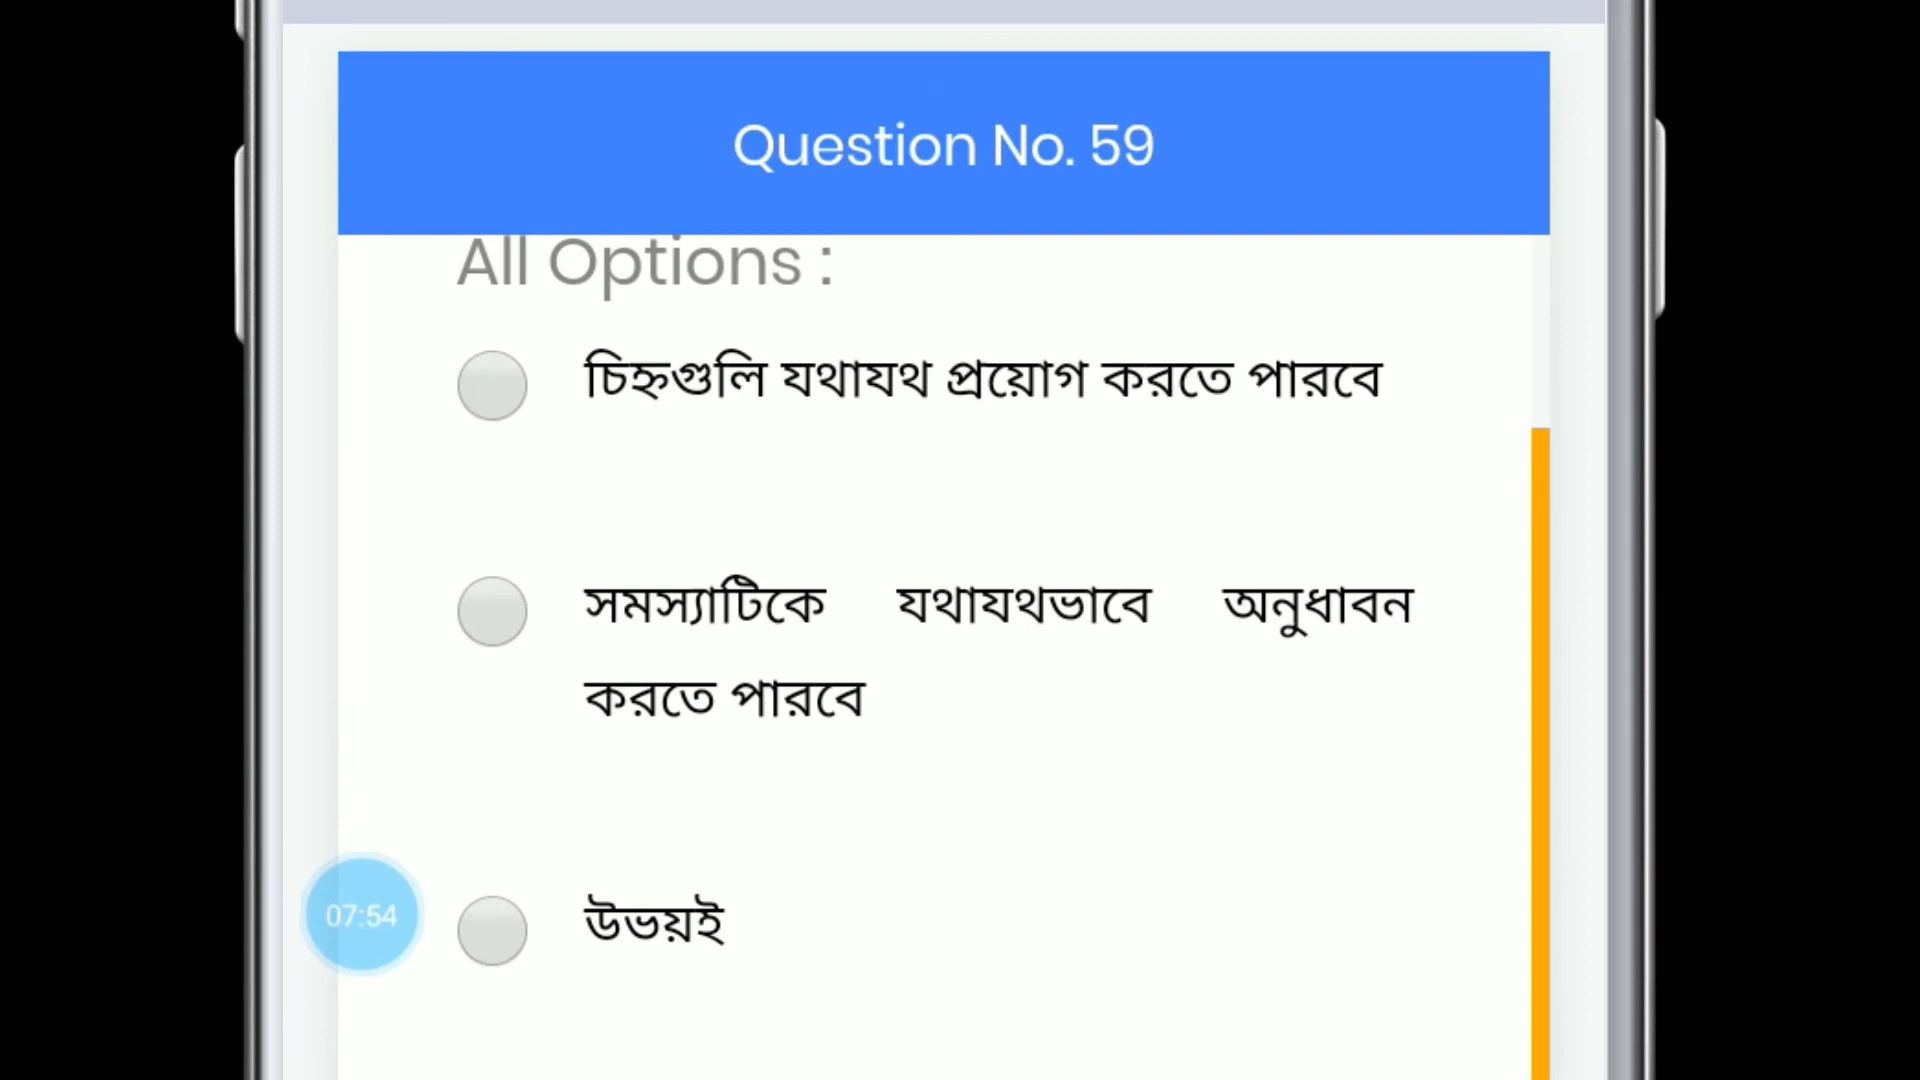 Question No. 59
All Options :
চিহ্নগুলি যথাযথ প্রয়োগ করতে পারবে
সমস্যাটিকে যথাযথভাবে অনুধাবন
করতে পারবে
07:54
উভয়ই